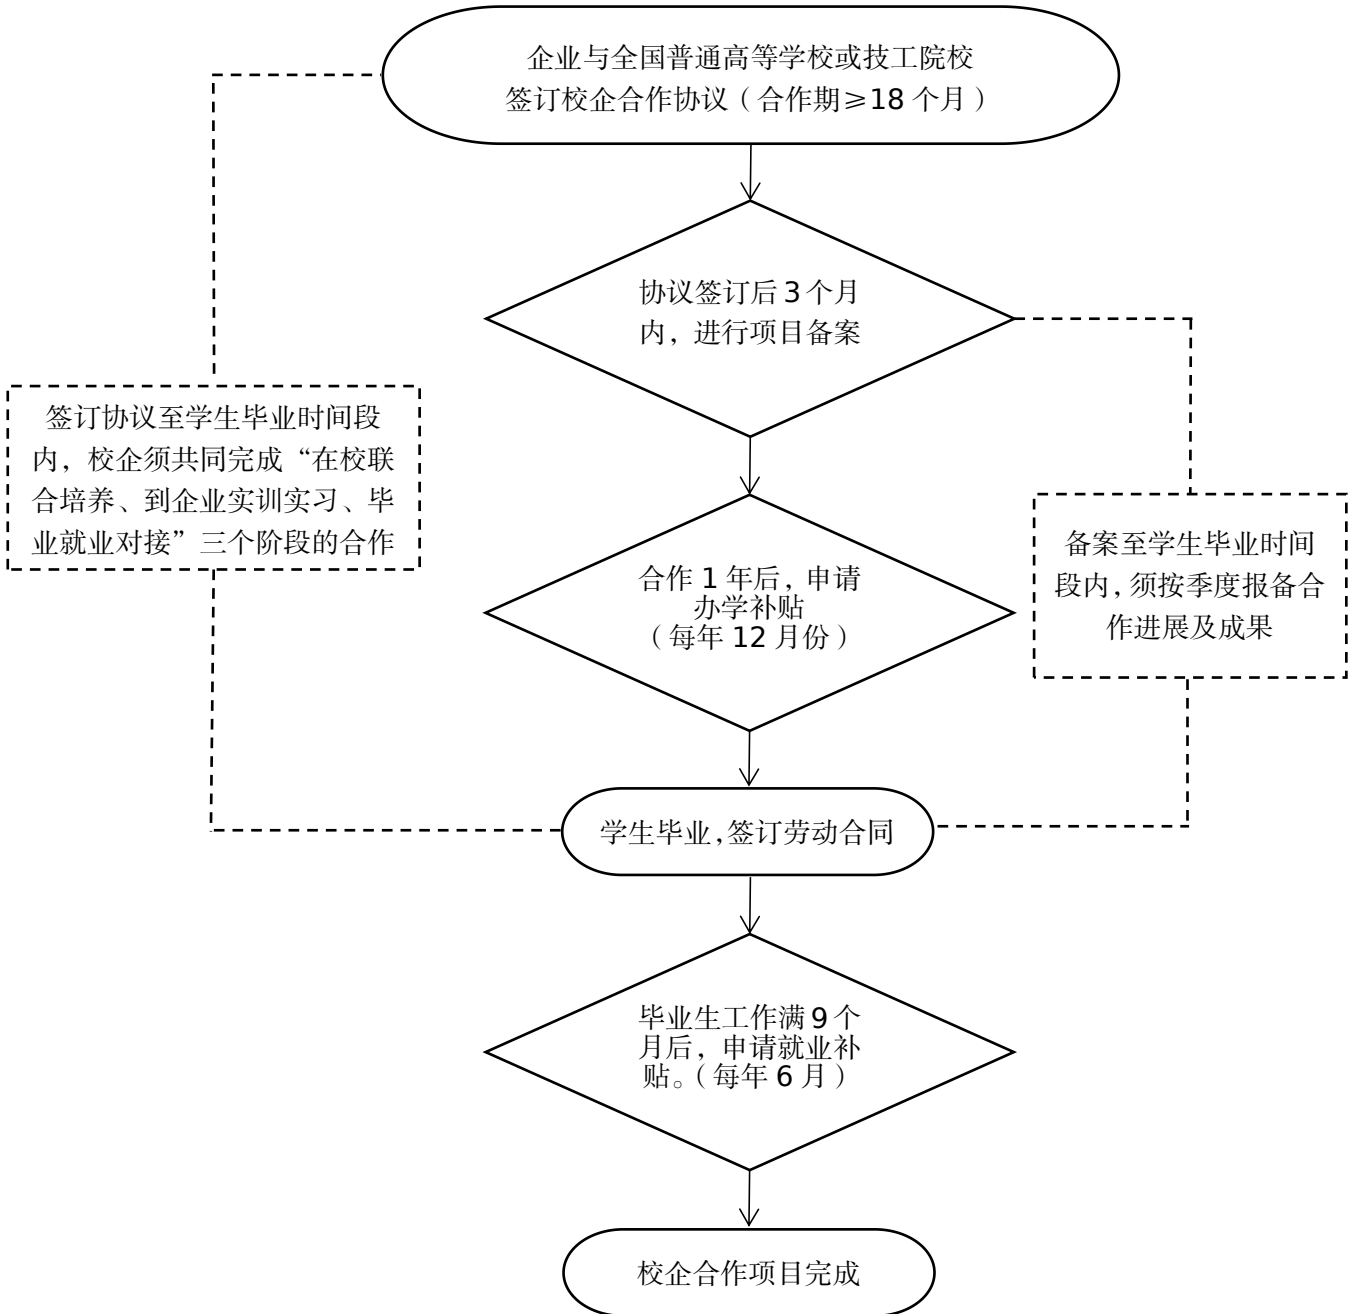 企业与全国普通高等学校或技工院校
签订校企合作协议（合作期≥18 个月）
协议签订后 3 个月
内，进行项目备案
签订协议至学生毕业时间段
内，校企须共同完成“在校联
合培养、到企业实训实习、毕
业就业对接”三个阶段的合作
备案至学生毕业时间
段内，须按季度报备合
作进展及成果
合作 1 年后，申请
办学补贴
（每年 12 月份）
学生毕业，签订劳动合同
毕业生工作满 9 个
月后，申请就业补
贴。（每年 6 月）
校企合作项目完成